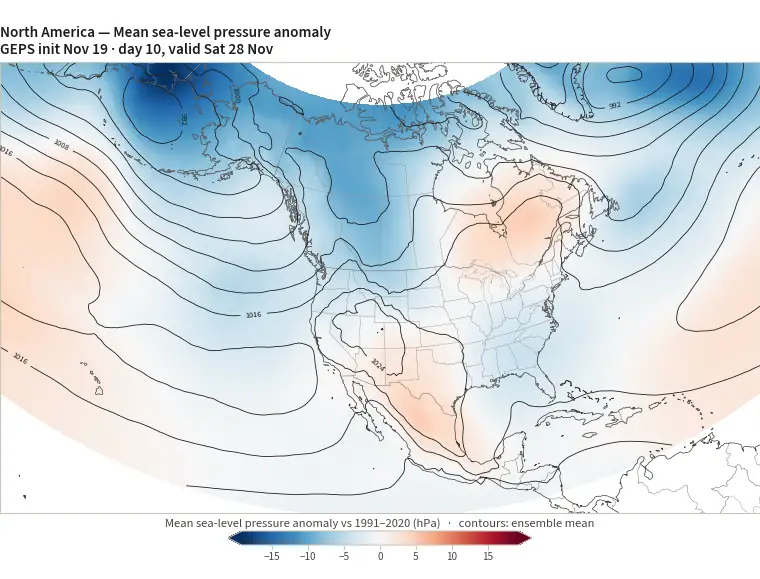 North America — Mean sea-level pressure anomaly
GEPS init Nov 19 · day 10, valid Sat 28 Nov
992
992
1008
1016
1016
1016
1024
Mean sea-level pressure anomaly vs 1991−2020 (hPa) · contours: ensemble mean
−15 −10 −5 0 5 10 15